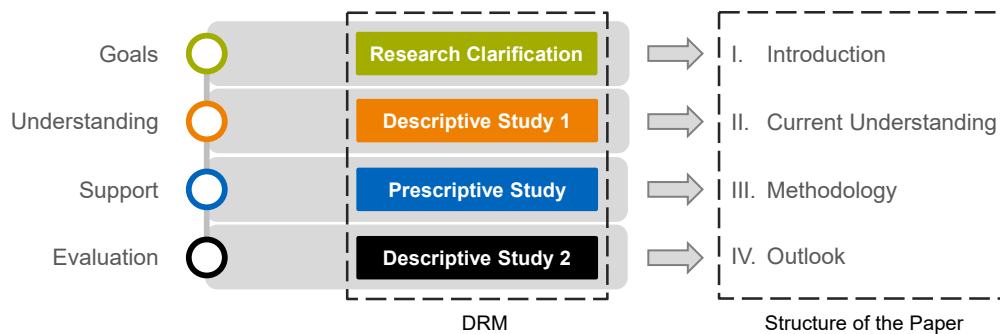 Goals Research Clarification I. Introduction
Understanding Descriptive Study 1 II. Current Understanding
Support Prescriptive Study III. Methodology
Evaluation Descriptive Study 2 IV. Outlook
DRM Structure of the Paper